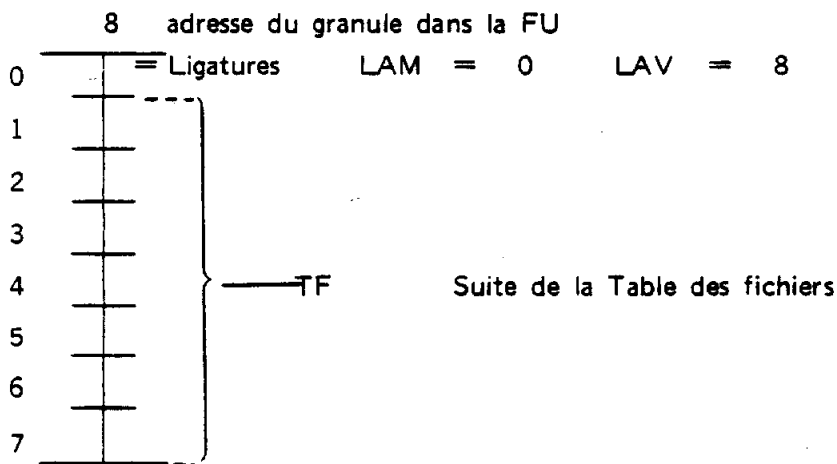 8 adresse du granule dans la FU
0 = Ligatures LAM = 0 LAV = 8
1
2
3
4 TF Suite de la Table des fichiers
5
6
7